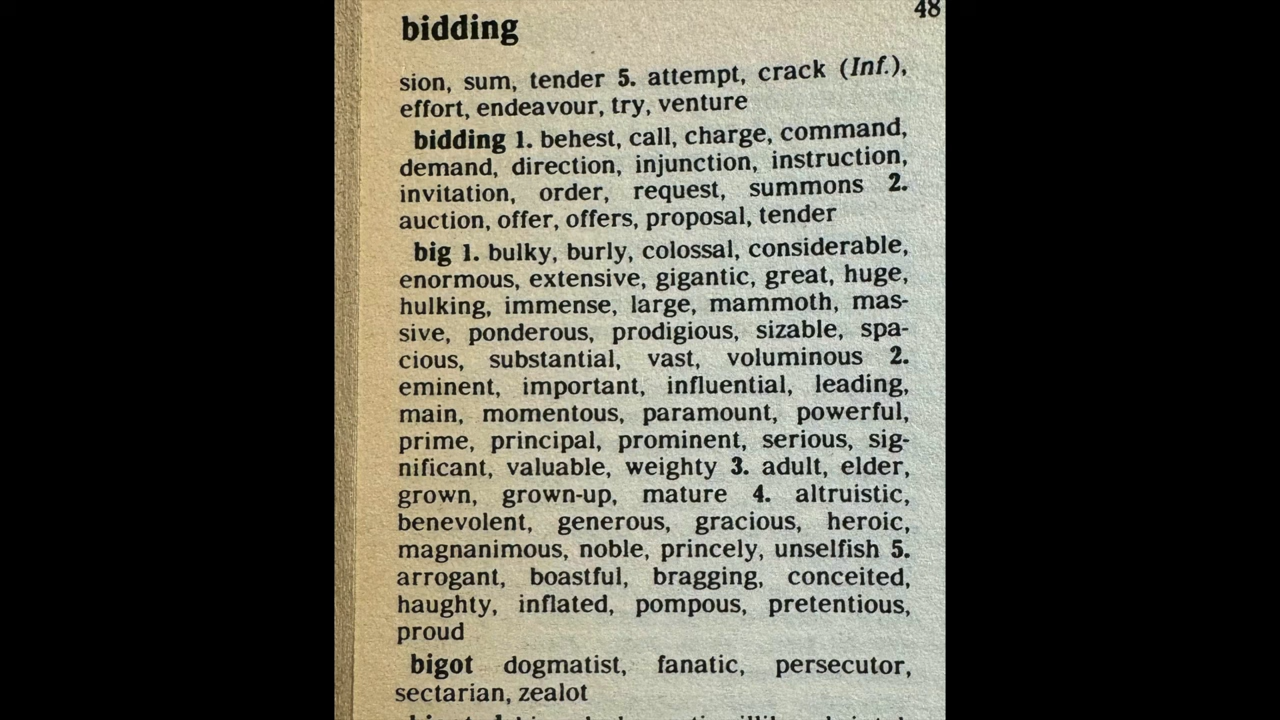 48
bidding
sion, sum, tender 5. attempt, crack (Inf.),
effort, endeavour, try, venture
bidding 1. behest, call, charge, command,
demand, direction, injunction, instruction,
invitation, order, request, summons 2.
auction, offer, offers, proposal, tender
big 1. bulky, burly, colossal, considerable,
enormous, extensive, gigantic, great, huge,
hulking, immense, large, mammoth, mas-
sive, ponderous, prodigious, sizable, spa-
cious, substantial, vast, voluminous 2.
eminent, important, influential, leading,
main, momentous, paramount, powerful,
prime, principal, prominent, serious, sig-
nificant, valuable, weighty 3. adult, elder,
grown, grown-up, mature 4. altruistic,
benevolent, generous, gracious, heroic,
magnanimous, noble, princely, unselfish 5.
arrogant, boastful, bragging, conceited,
haughty, inflated, pompous, pretentious,
proud
bigot dogmatist, fanatic, persecutor,
sectarian, zealot